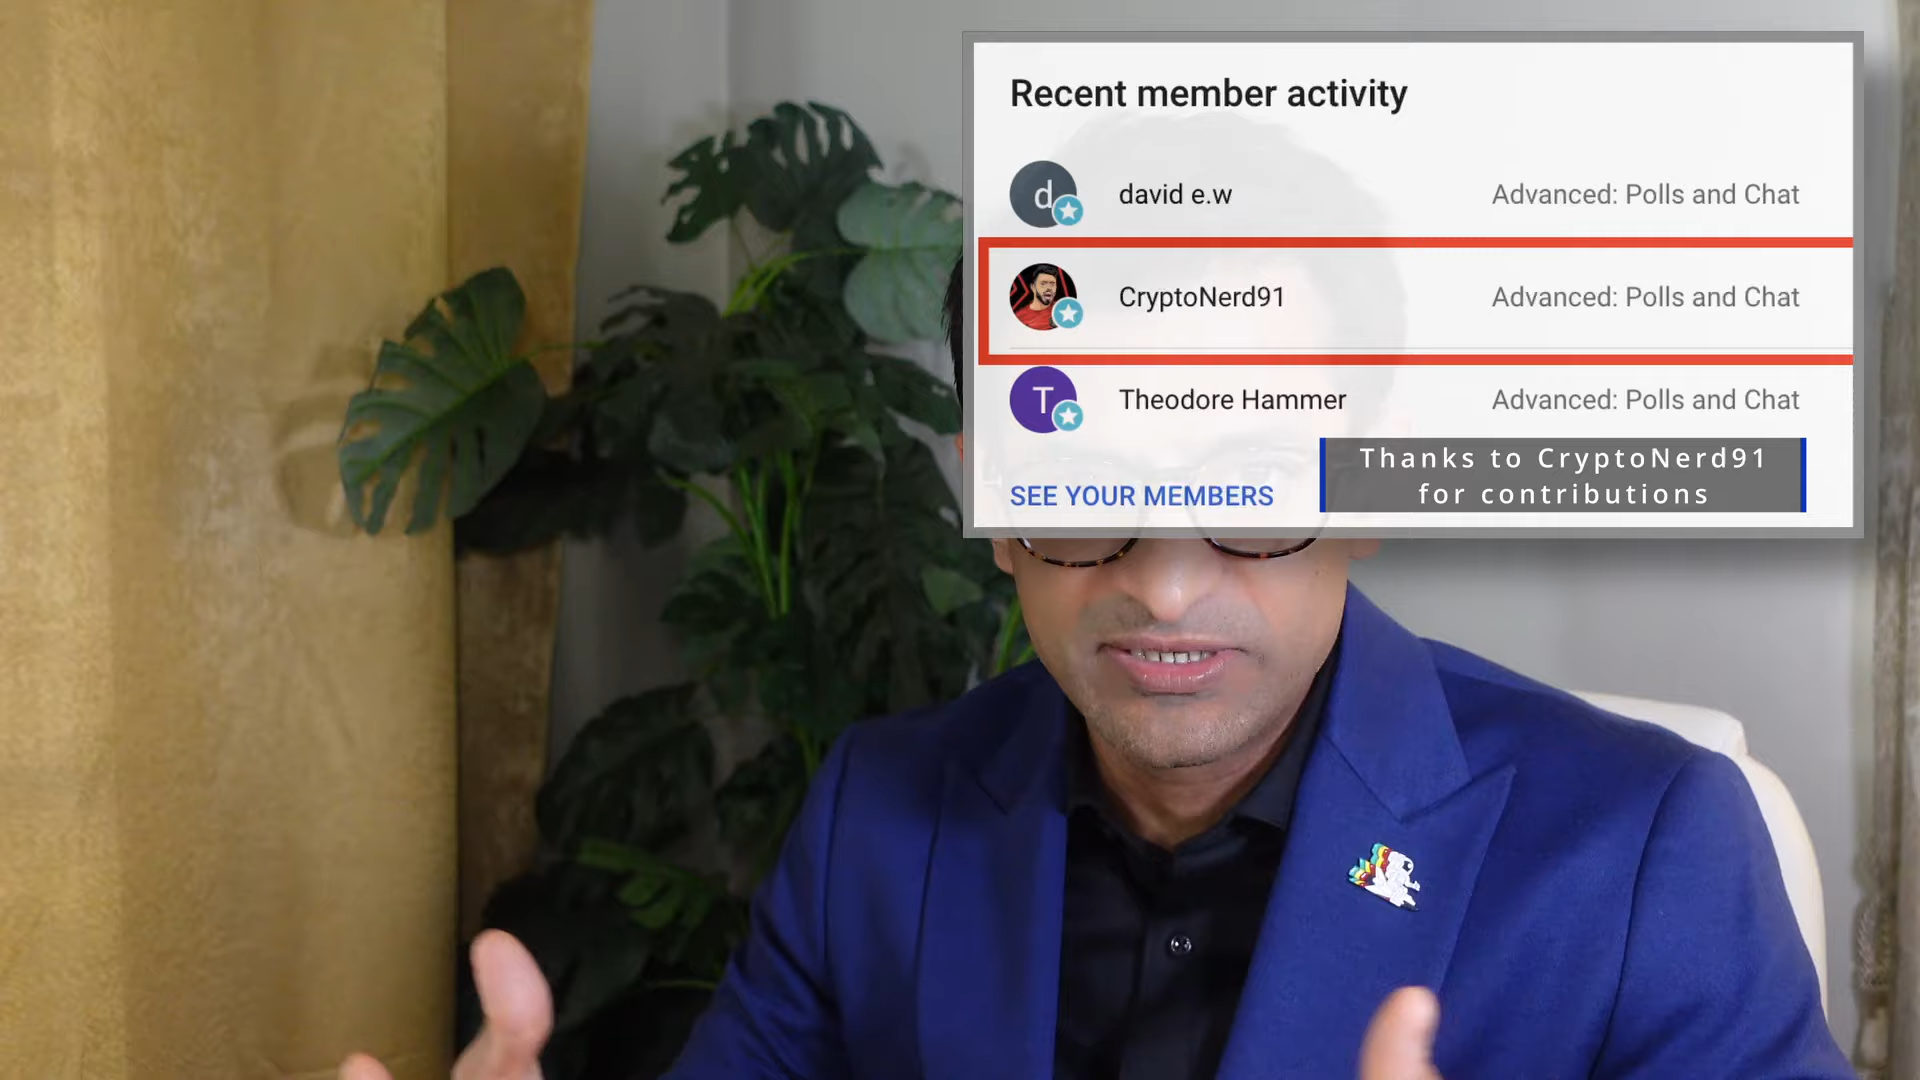 Recent member activity
d
david e.w
Advanced: Polls and Chat
CryptoNerd91
Advanced: Polls and Chat
T
Theodore Hammer
Advanced: Polls and Chat
Thanks to CryptoNerd91
for contributions
SEE YOUR MEMBERS